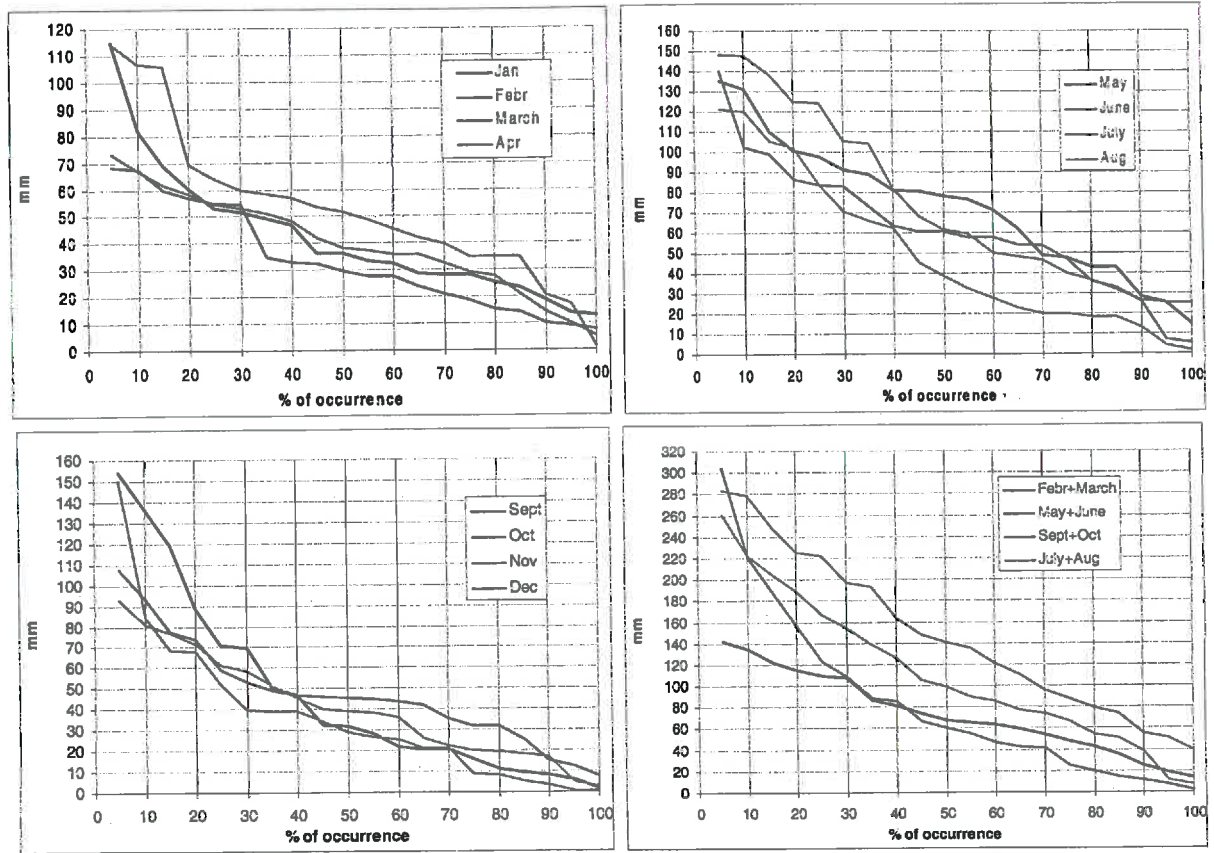 120
110
100
90
80
70
60
50
40
30
20
10
0
mm
Jan
Febr
March
Apr
0 10 20 30 40 50 60 70 80 90 100
% of occurrence
160
150
140
130
120
110
100
90
80
70
60
50
40
30
20
10
0
mm
May
June
July
Aug
0 10 20 30 40 50 60 70 80 90 100
% of occurrence
160
150
140
130
120
110
100
90
80
70
60
50
40
30
20
10
0
mm
Sept
Oct
Nov
Dec
0 10 20 30 40 50 60 70 80 90 100
% of occurrence
320
300
280
260
240
220
200
180
160
140
120
100
80
60
40
20
0
mm
Febr+March
May+June
Sept+Oct
July+Aug
0 10 20 30 40 50 60 70 80 90 100
% of occurrence